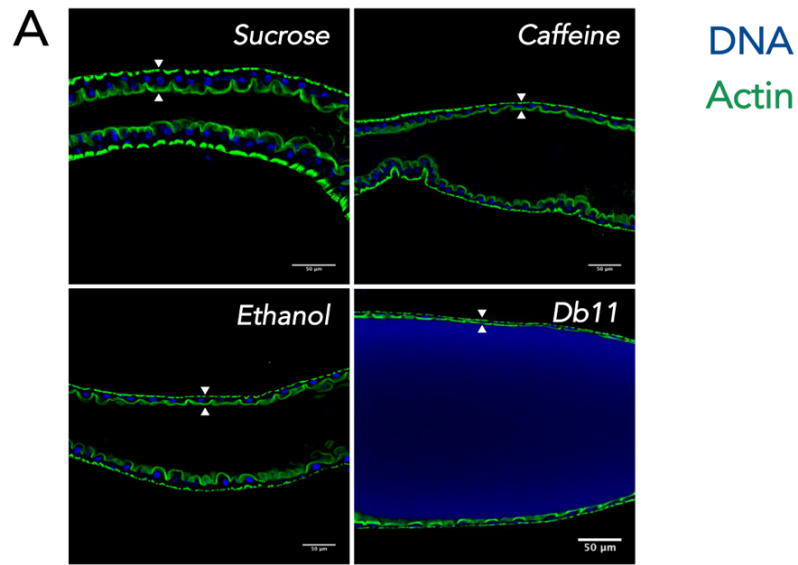 A
Sucrose
Caffeine
DNA
Actin
50 µm
50 µm
Ethanol
Db11
50 µm
50 µm